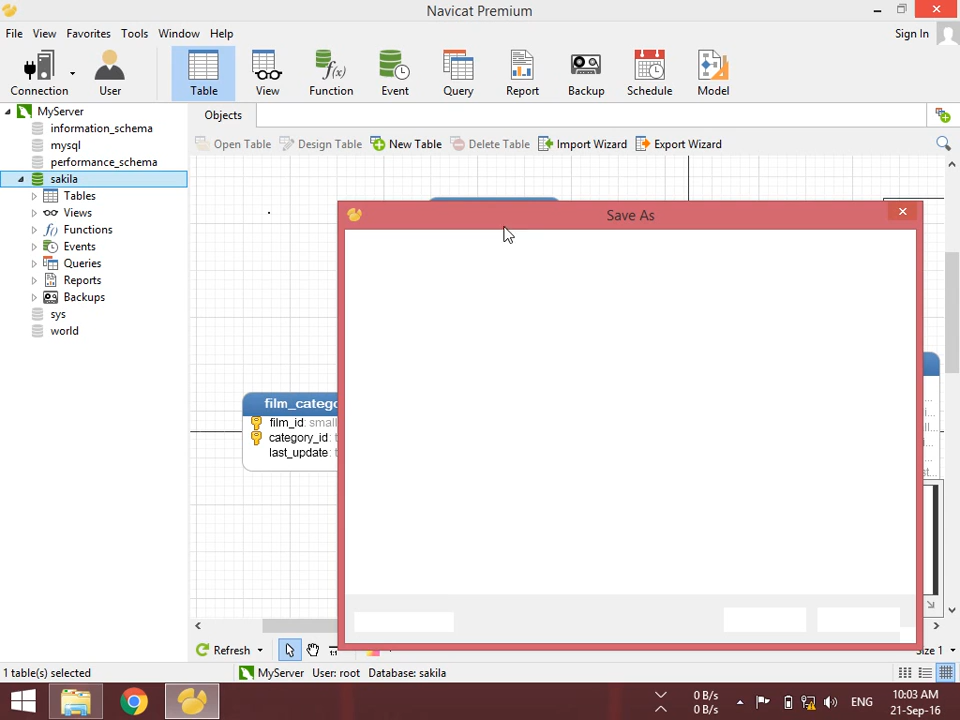 Navicat Premium
File View Favorites Tools Window Help
Sign In
Connection User Table View Function Event Query Report Backup Schedule Model
MyServer
information_schema
mysql
performance_schema
sakila
Tables
Views
Functions
Events
Queries
Reports
Backups
sys
world
Objects
Open Table Design Table New Table Delete Table Import Wizard Export Wizard
Save As
film_catego
film_id: small
category_id: t
last_update: t
Refresh
Size 1
1 table(s) selected MyServer User: root Database: sakila
0 B/s
0 B/s
ENG
10:03 AM
21-Sep-16